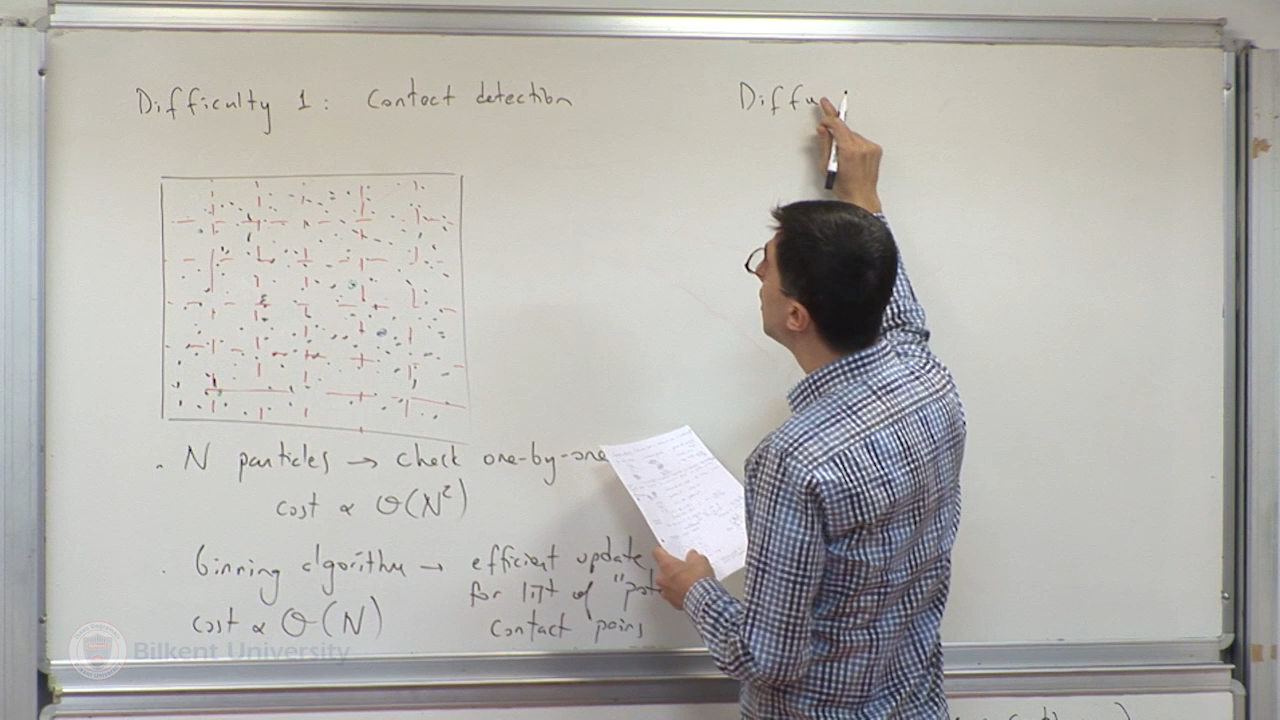 Difficulty 1: Contact detection
. N particles → check one-by-one
cost ∝ O(N²)
. binning algorithm → efficient update
for list of "pot
contact pairs
cost ∝ O(N)
Diffu
Bilkent University